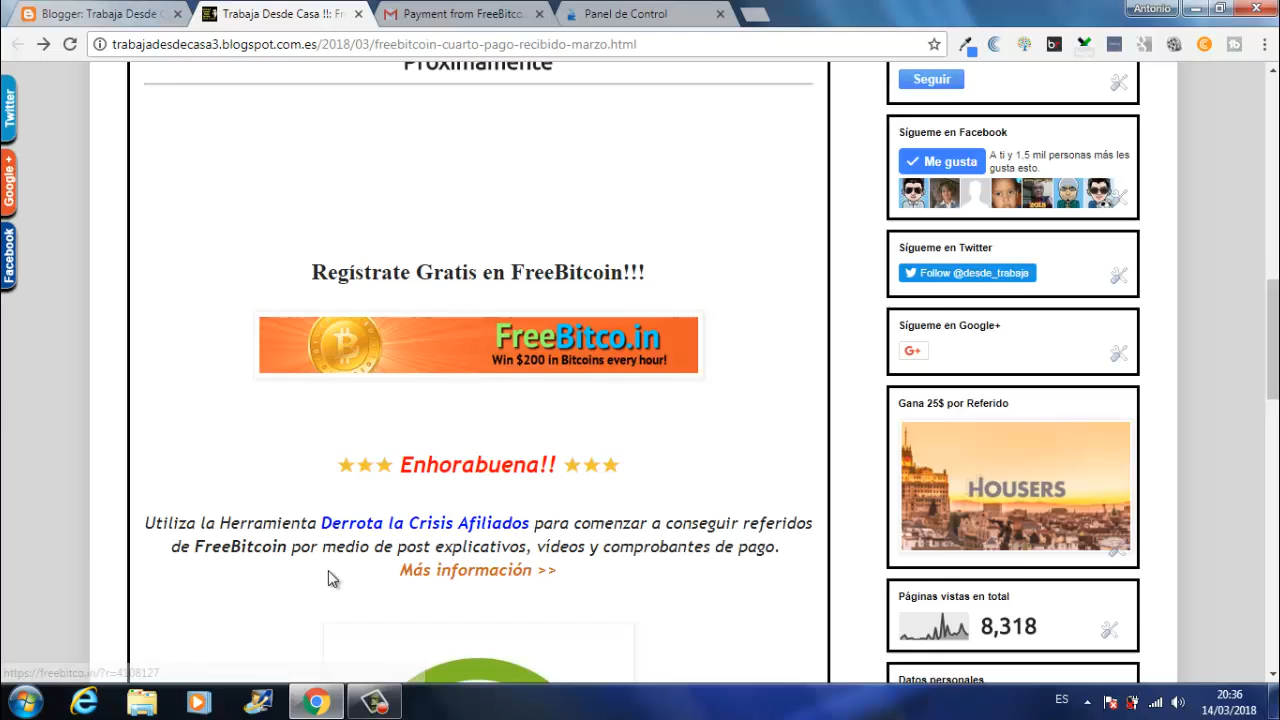 Blogger: Trabaja Desde C
Trabaja Desde Casa !!: Fr
Payment from FreeBitco
Panel de Control
Antonio
trabajadesdecasa3.blogspot.com.es/2018/03/freebitcoin-cuarto-pago-recibido-marzo.html
Twitter
Google +
Facebook
Próximamente
Regístrate Gratis en FreeBitcoin!!!
FreeBitco.in
Win $200 in Bitcoins every hour!
Enhorabuena!!
Utiliza la Herramienta Derrota la Crisis Afiliados para comenzar a conseguir referidos
de FreeBitcoin por medio de post explicativos, vídeos y comprobantes de pago.
Más información >>
Seguir
Sígueme en Facebook
Me gusta
A ti y 1,5 mil personas más les
gusta esto.
Sígueme en Twitter
Follow @desde_trabaja
Sígueme en Google+
G+
Gana 25$ por Referido
HOUSERS
Páginas vistas en total
8,318
Datos personales
https://freebitco.in/?r=4108127
ES
20:36
14/03/2018